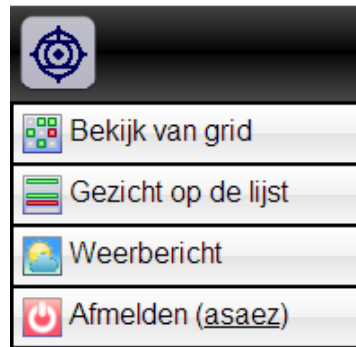 Bekijk van grid
Gezicht op de lijst
Weerbericht
Afmelden (asaez)